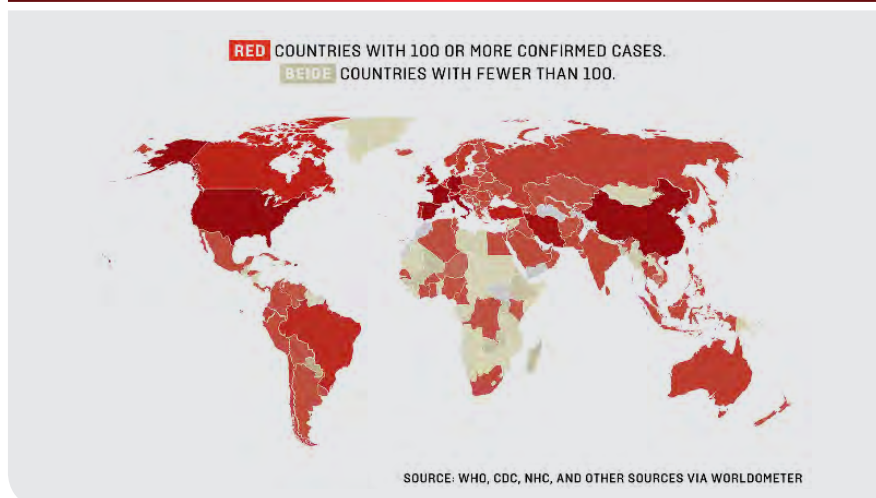 RED COUNTRIES WITH 100 OR MORE CONFIRMED CASES.
BEIDE COUNTRIES WITH FEWER THAN 100.
SOURCE: WHO, CDC, NHC, AND OTHER SOURCES VIA WORLDOMETER